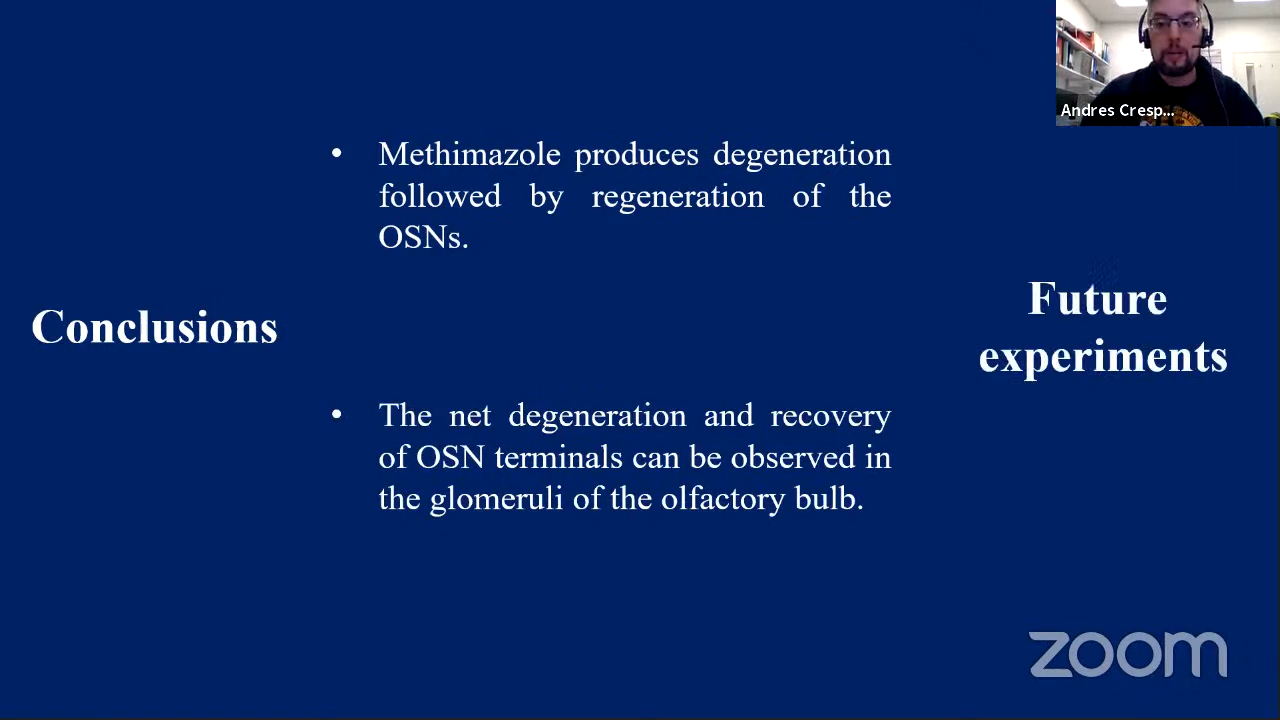 Andres Cresp...
• Methimazole produces degeneration
followed by regeneration of the
OSNs.
Conclusions
Future
experiments
• The net degeneration and recovery
of OSN terminals can be observed in
the glomeruli of the olfactory bulb.
zoom